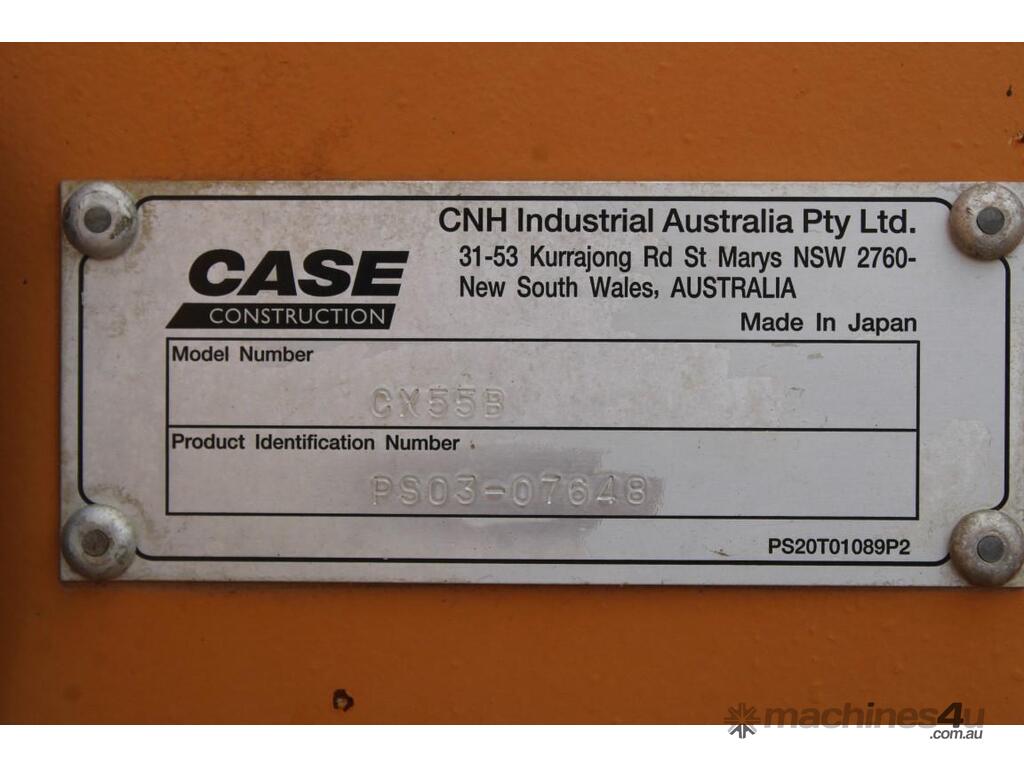 CNH Industrial Australia Pty Ltd.
31-53 Kurrajong Rd St Marys NSW 2760-
New South Wales, AUSTRALIA
Made In Japan
CASE
CONSTRUCTION
Model Number
CX55B
Product Identification Number
PS03-07648
PS20T01089P2
machines4u
.com.au